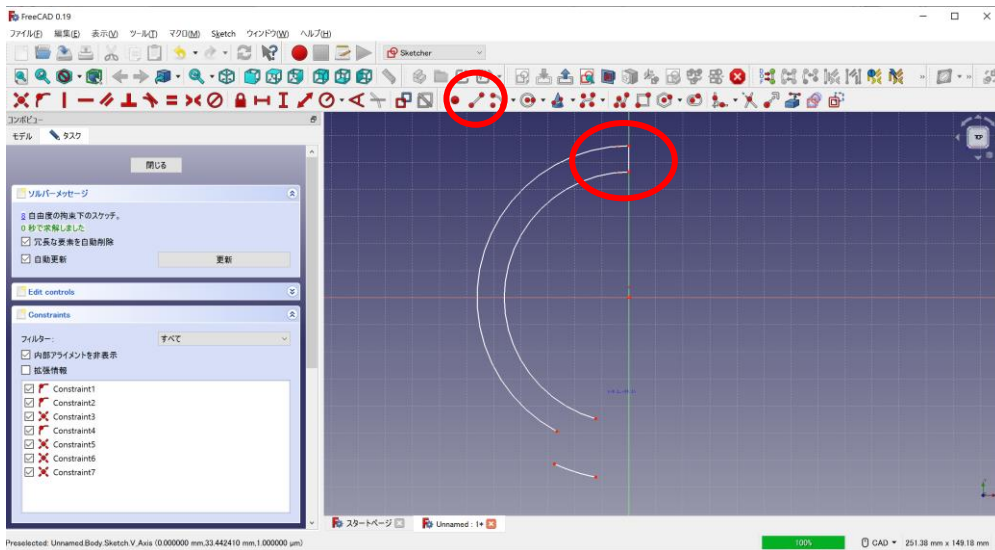 FreeCAD 0.19
ファイル(F) 編集(E) 表示(V) ツール(T) マクロ(M) Sketch ウィンドウ(W) ヘルプ(H)
Sketcher
コンボビュー
モデル タスク
閉じる
ソルバーメッセージ
6 自由度の拘束下のスケッチ。
0 秒で求解しました
冗長な要素を自動削除
自動更新 更新
Edit controls
Constraints
フィルター: すべて
内部アライメントを非表示
拡張情報
Constraint1
Constraint2
Constraint3
Constraint4
Constraint5
Constraint6
Constraint7
TOP
スタートページ Unnamed : 1*
Preselected: Unnamed.Body.Sketch.V_Axis (0.000000 mm,33.442410 mm,1.000000 μm) 100% CAD 251.38 mm x 149.18 mm